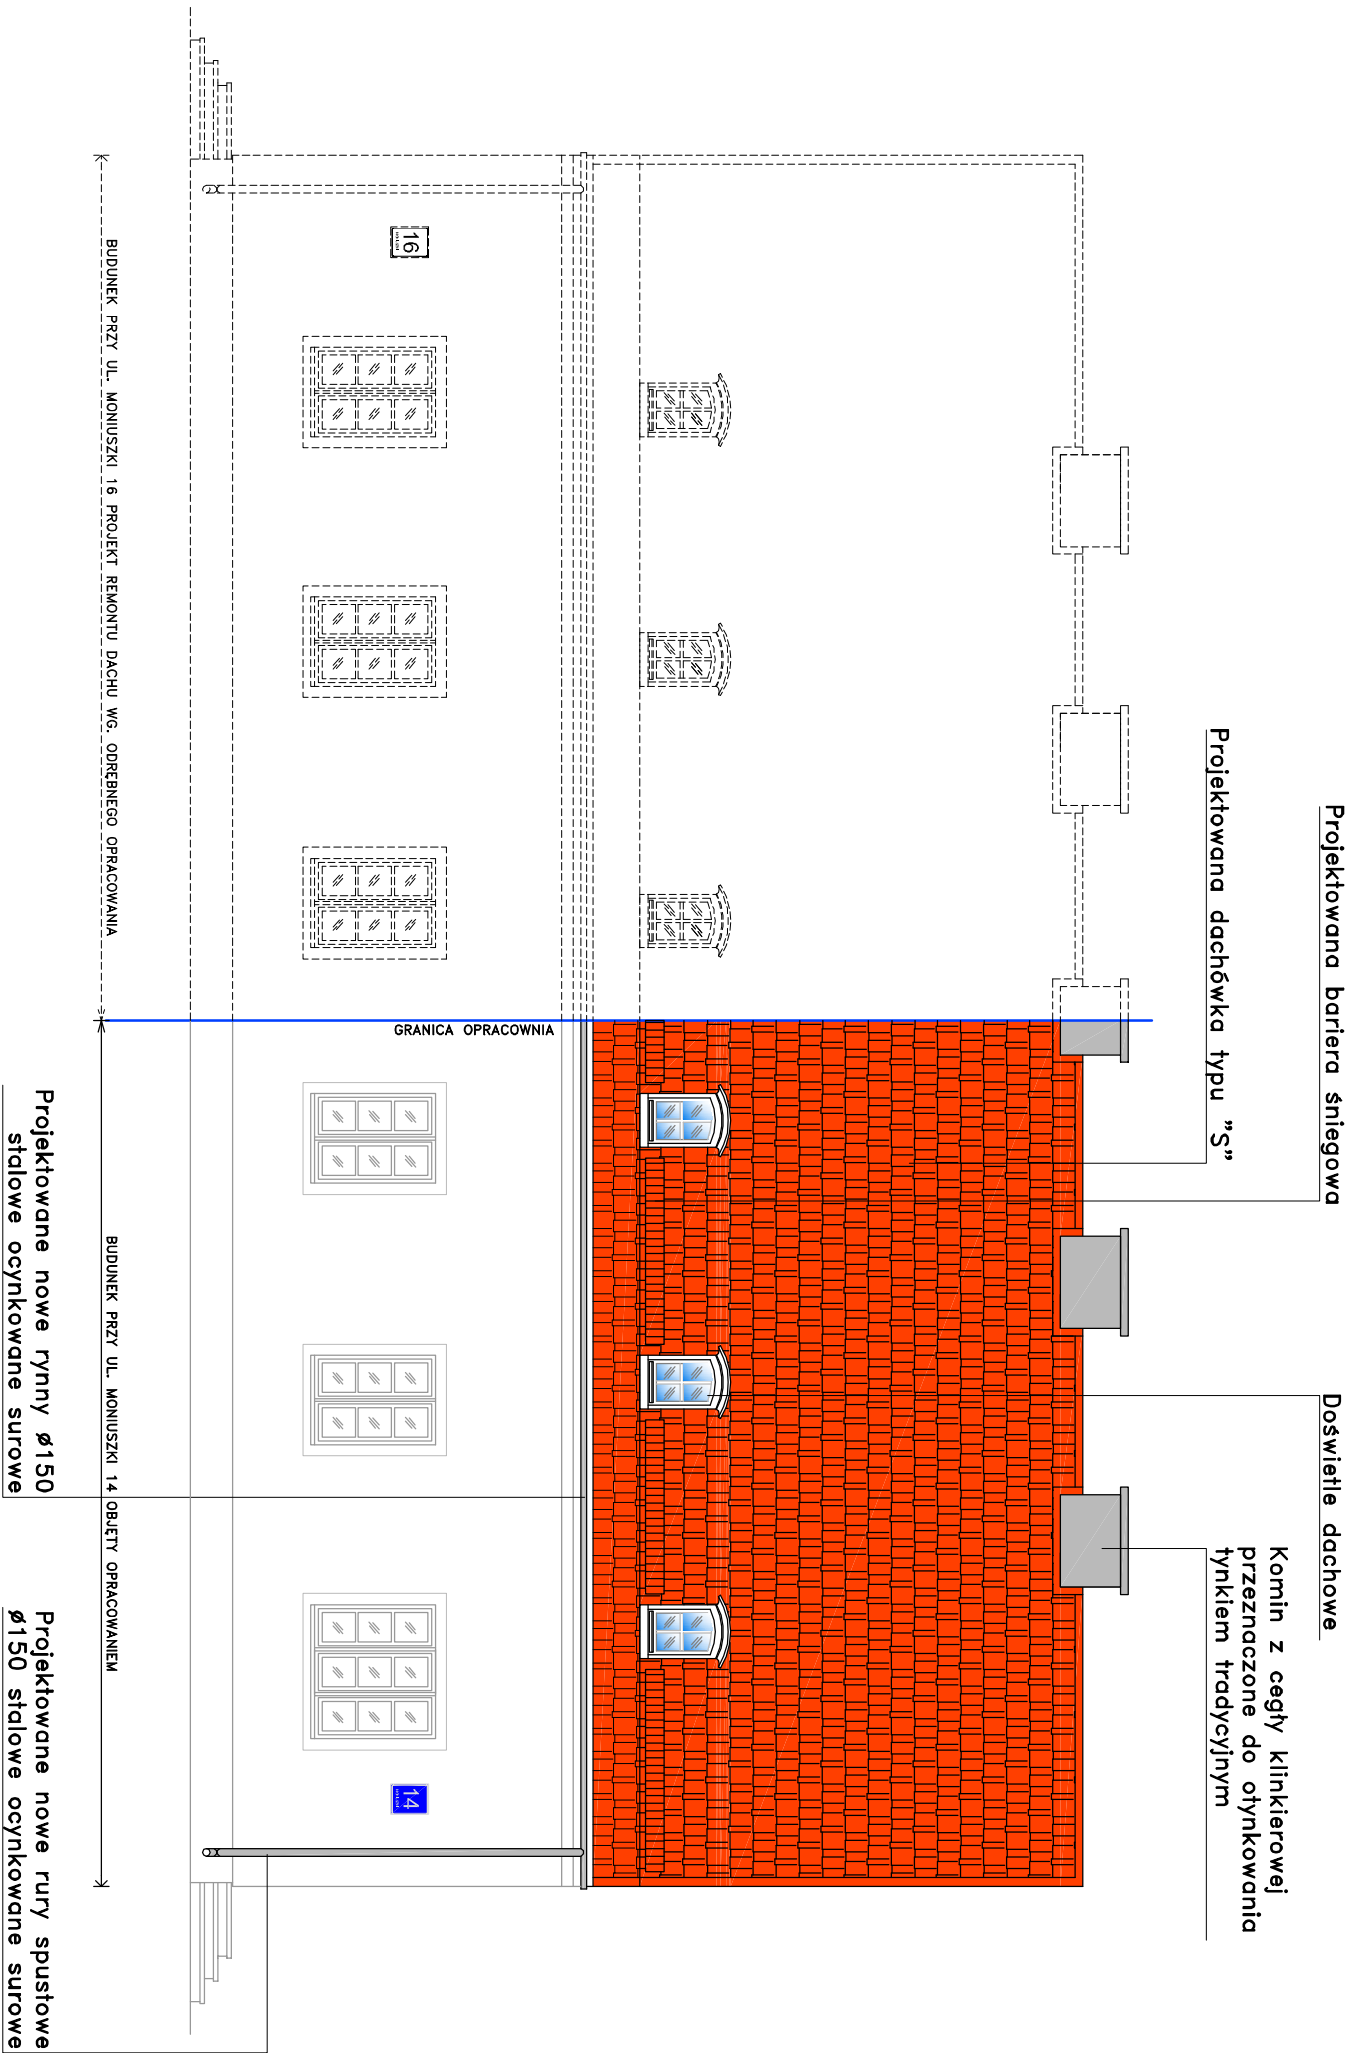 Projektowana bariera śniegowa
Projektowana dachówka typu "S"
Doświetle dachowe
Komin z cegły klinkierowej
przeznaczone do otynkowania
tynkiem tradycyjnym
16
14
GRANICA OPRACOWNIA
BUDUNEK PRZY UL. MONIUSZKI 16 PROJEKT REMONTU DACHU WG. ODRĘBNEGO OPRACOWANIA
BUDUNEK PRZY UL. MONIUSZKI 14 OBJĘTY OPRACOWANIEM
Projektowane nowe rynny ø150
stalowe ocynkowane surowe
Projektowane nowe rury spustowe
ø150 stalowe ocynkowane surowe